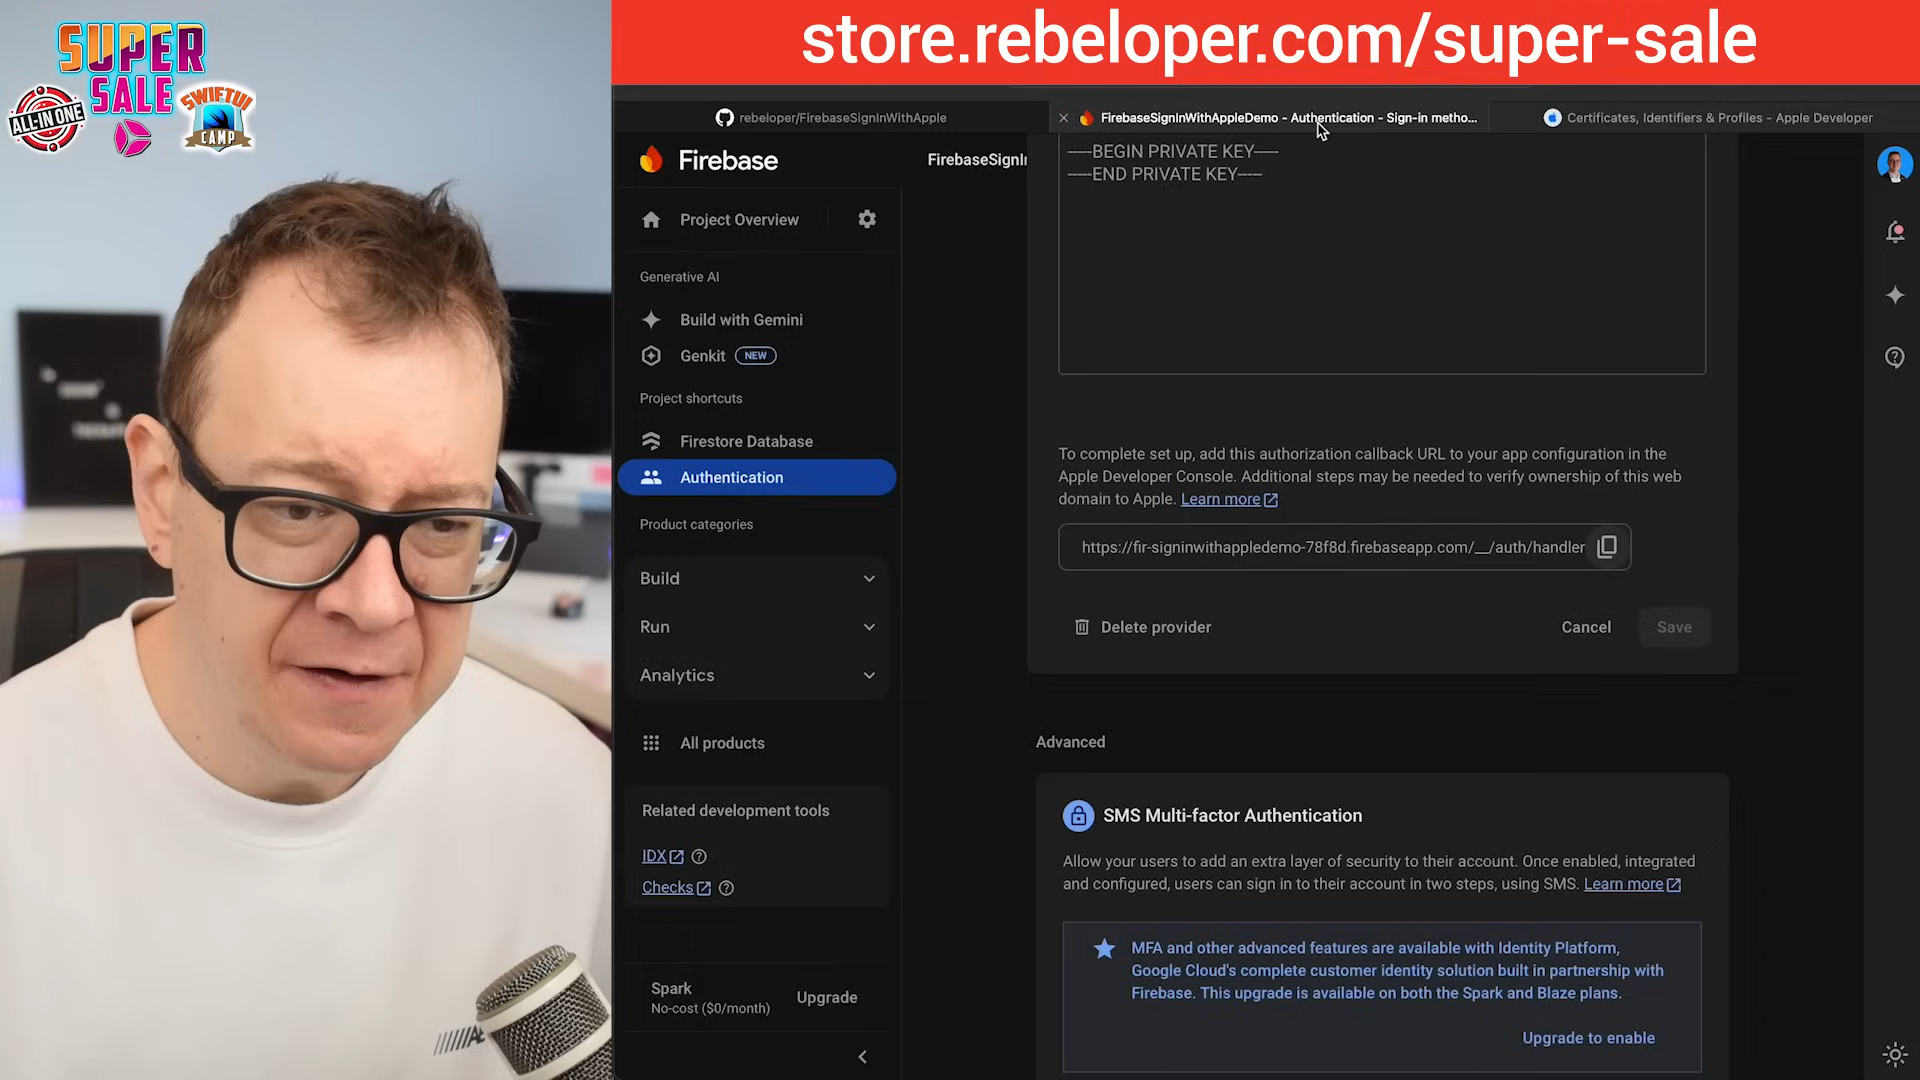 SUPER
SALE
ALL-IN-ONE
SWIFTUI
CAMP
store.rebeloper.com/super-sale
rebeloper/FirebaseSignInWithApple
FirebaseSignInWithAppleDemo - Authentication - Sign-in metho...
Certificates, Identifiers & Profiles - Apple Developer
Firebase
FirebaseSignIn
Project Overview
Generative AI
Build with Gemini
Genkit NEW
Project shortcuts
Firestore Database
Authentication
Product categories
Build
Run
Analytics
All products
Related development tools
IDX
Checks
Spark
No-cost ($0/month)
Upgrade
-----BEGIN PRIVATE KEY-----
-----END PRIVATE KEY-----
To complete set up, add this authorization callback URL to your app configuration in the
Apple Developer Console. Additional steps may be needed to verify ownership of this web
domain to Apple. Learn more
https://fir-signinwithappledemo-78f8d.firebaseapp.com/__/auth/handler
Delete provider
Cancel
Save
Advanced
SMS Multi-factor Authentication
Allow your users to add an extra layer of security to their account. Once enabled, integrated
and configured, users can sign in to their account in two steps, using SMS. Learn more
MFA and other advanced features are available with Identity Platform,
Google Cloud's complete customer identity solution built in partnership with
Firebase. This upgrade is available on both the Spark and Blaze plans.
Upgrade to enable